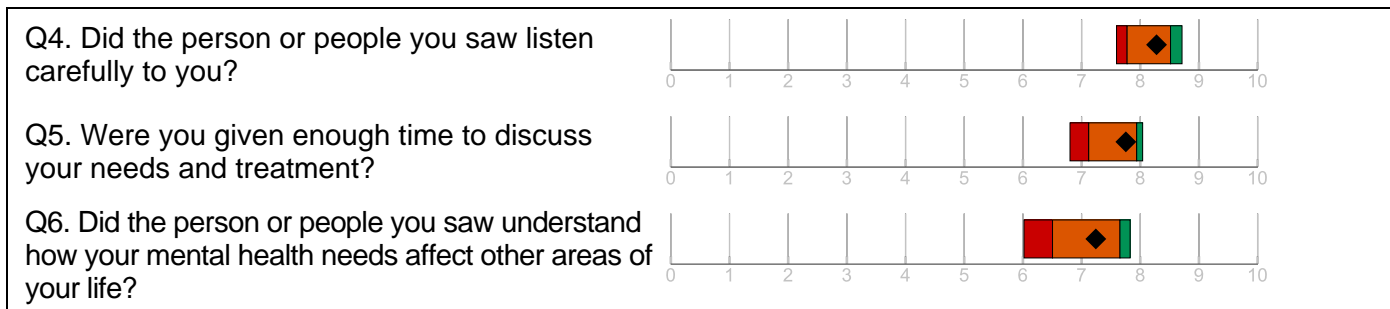 Q4. Did the person or people you saw listen
carefully to you?
0 1 2 3 4 5 6 7 8 9 10
Q5. Were you given enough time to discuss
your needs and treatment?
0 1 2 3 4 5 6 7 8 9 10
Q6. Did the person or people you saw understand
how your mental health needs affect other areas of
your life?
0 1 2 3 4 5 6 7 8 9 10